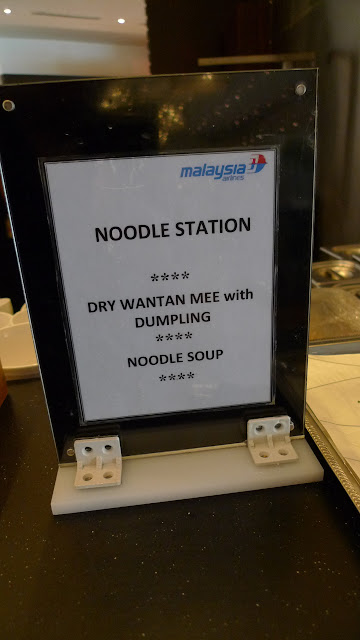 malaysia
airlines
NOODLE STATION
****
DRY WANTAN MEE with
DUMPLING
****
NOODLE SOUP
****